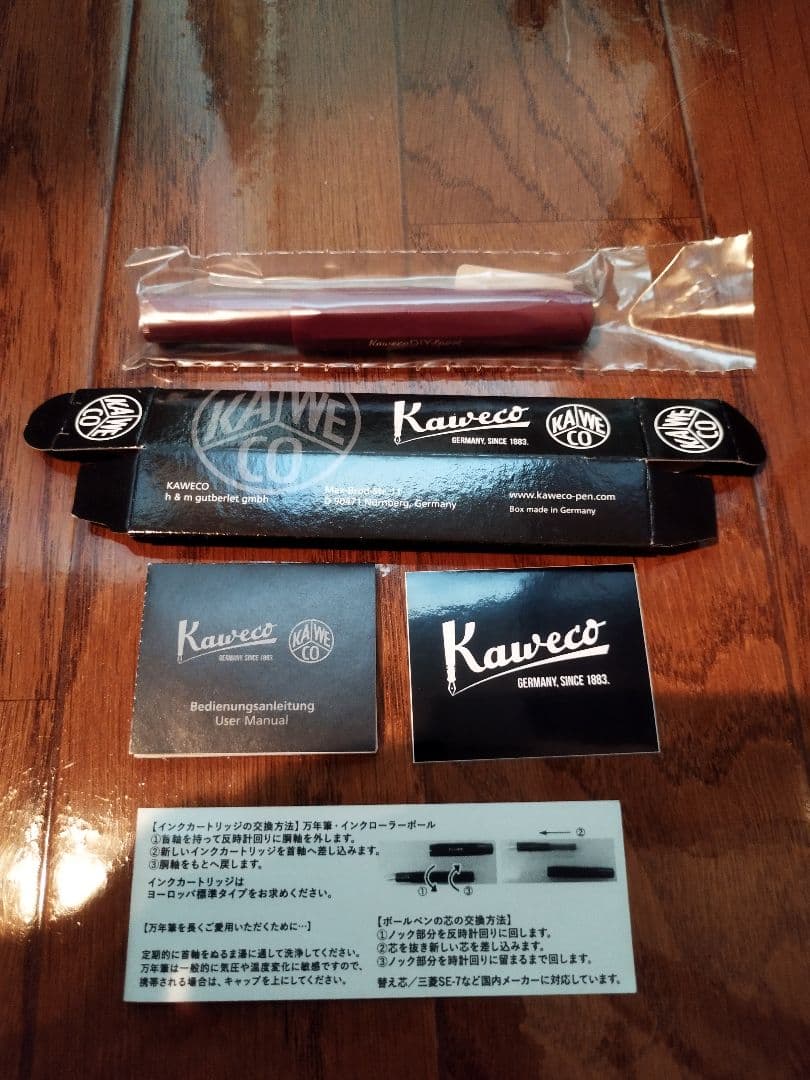 KAWECO
KAWECO
Kaweco
GERMANY, SINCE 1883.
KAWECO
KAWECO
KAWECO
h & m gutberlet gmbh
D 90471 Nürnberg, Germany
www.kaweco-pen.com
Box made in Germany
Kaweco
GERMANY, SINCE 1883.
KAWECO
Bedienungsanleitung
User Manual
Kaweco
GERMANY, SINCE 1883.
【インクカートリッジの交換方法】万年筆・インクローラーボール
①首軸を持って反時計回りに胴軸を外します。
②新しいインクカートリッジを首軸へ差し込みます。
③胴軸をもとへ戻します。
インクカートリッジは
ヨーロッパ標準タイプをお求めください。
① ③
②
【万年筆を長くご愛用いただくために…】
定期的に首軸をぬるま湯に通して洗浄してください。
万年筆は一般的に気圧や温度変化に敏感ですので、
携帯される場合は、キャップを上にしてください。
【ボールペンの芯の交換方法】
①ノック部分を反時計回りに回します。
②芯を抜き新しい芯を差し込みます。
③ノック部分を時計回りに留まるまで回します。
替え芯／三菱SE-7など国内メーカーに対応しています。